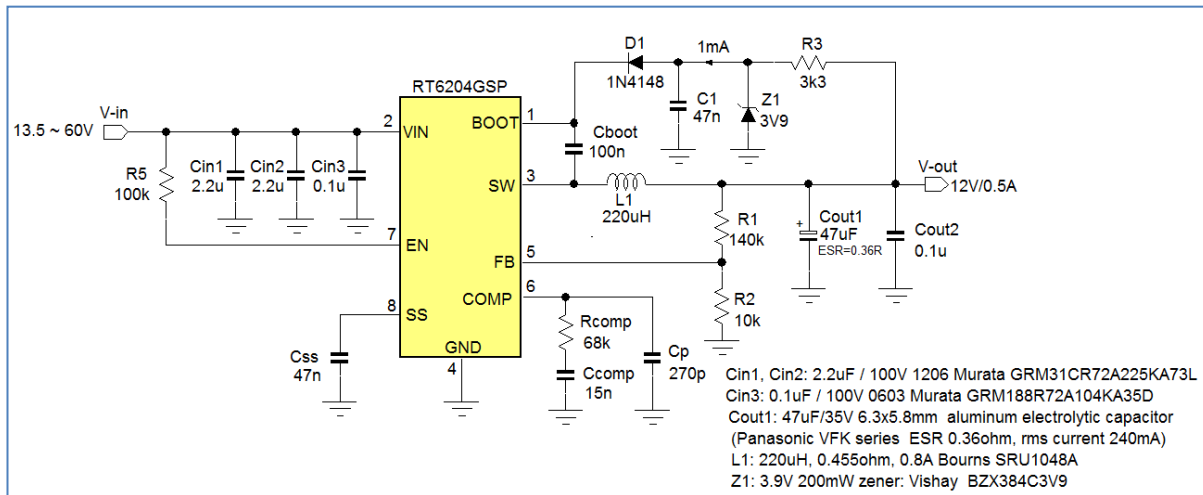 D1
1N4148
1mA
R3
3k3
RT6204GSP
C1
47n
Z1
3V9
V-in
13.5 ~ 60V
2
VIN
BOOT
1
Cboot
100n
R5
100k
Cin1
2.2u
Cin2
2.2u
Cin3
0.1u
SW
3
L1
220uH
V-out
12V/0.5A
R1
140k
Cout1
+
47uF
ESR=0.36R
Cout2
0.1u
7
EN
FB
5
COMP
6
R2
10k
8
SS
Rcomp
68k
Cp
270p
Css
47n
GND
4
Ccomp
15n
Cin1, Cin2: 2.2uF / 100V 1206 Murata GRM31CR72A225KA73L
Cin3: 0.1uF / 100V 0603 Murata GRM188R72A104KA35D
Cout1: 47uF/35V 6.3x5.8mm aluminum electrolytic capacitor
(Panasonic VFK series ESR 0.36ohm, rms current 240mA)
L1: 220uH, 0.455ohm, 0.8A Bourns SRU1048A
Z1: 3.9V 200mW zener: Vishay BZX384C3V9